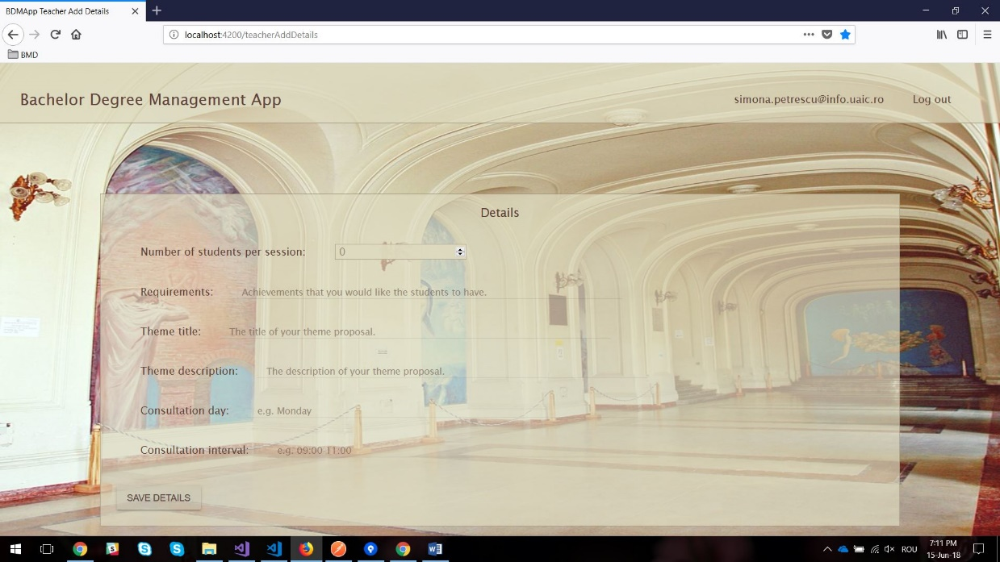 BDMApp Teacher Add Details
localhost:4200/teacherAddDetails
BMD
Bachelor Degree Management App
simona.petrescu@info.uaic.ro Log out
Details
Number of students per session: 0
Requirements: Achievements that you would like the students to have.
Theme title: The title of your theme proposal.
Theme description: The description of your theme proposal.
Consultation day: e.g. Monday
Consultation interval: e.g. 09:00-11:00
SAVE DETAILS
ROU
7:11 PM
15-Jun-18